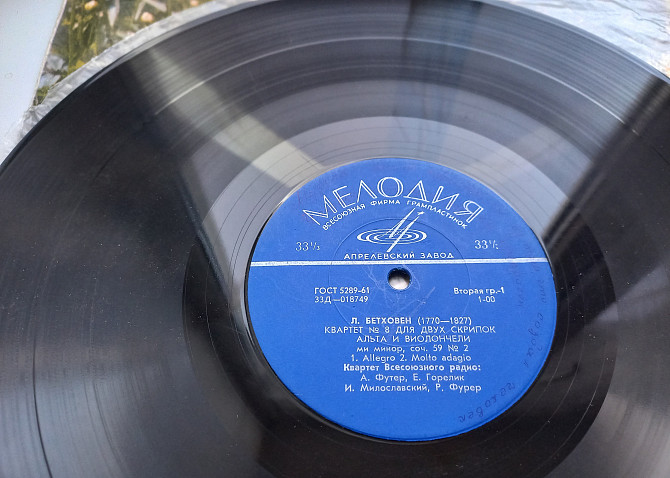 МЕЛОДИЯ
ВСЕСОЮЗНАЯ ФИРМА ГРАМПЛАСТИНОК
33⅓ 33⅓
АПРЕЛЕВСКИЙ ЗАВОД
ГОСТ 5289-61 Вторая гр.-1
33Д—018749 1-00
Л. БЕТХОВЕН (1770—1827)
КВАРТЕТ № 8 ДЛЯ ДВУХ СКРИПОК
АЛЬТА И ВИОЛОНЧЕЛИ
ми минор, соч. 59 № 2
1. Allegro 2. Molto adagio
Квартет Всесоюзного радио:
А. Футер, Е. Горелик
И. Милославский, Р. Фурер
человек